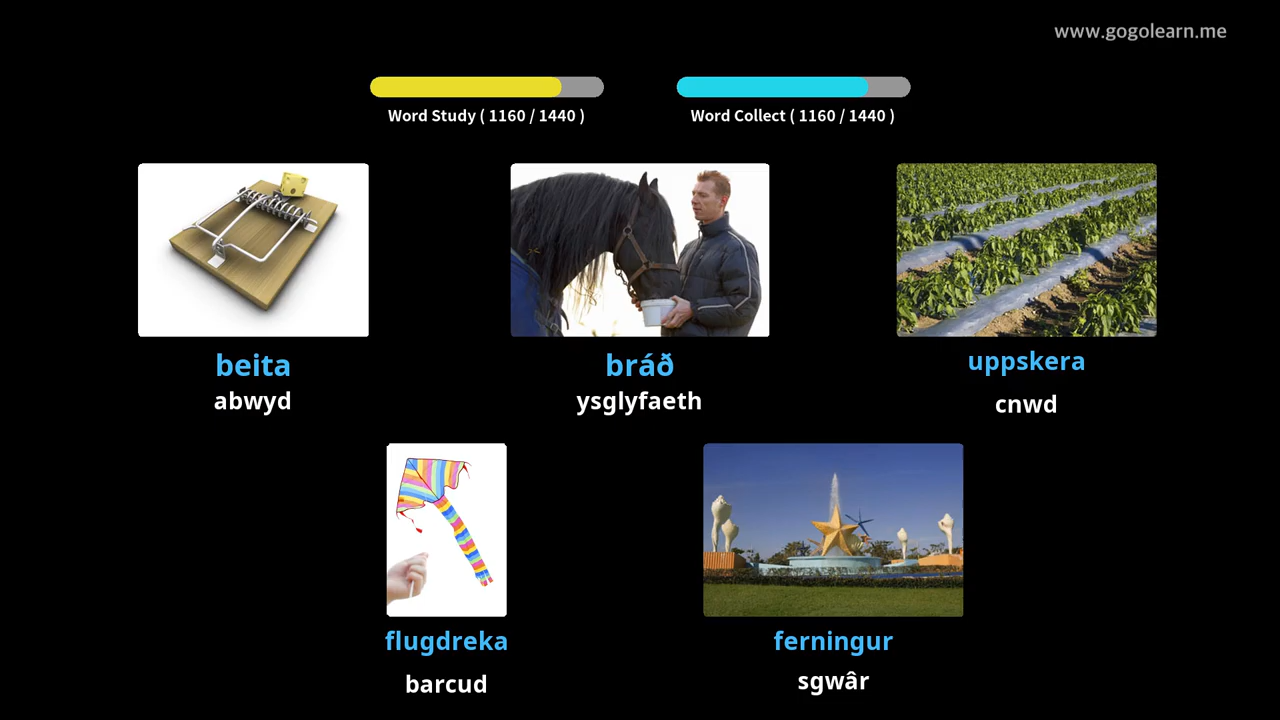 www.gogolearn.me
Word Study ( 1160 / 1440 )
Word Collect ( 1160 / 1440 )
beita
abwyd
bráð
ysglyfaeth
uppskera
cnwd
flugdreka
barcud
ferningur
sgwâr